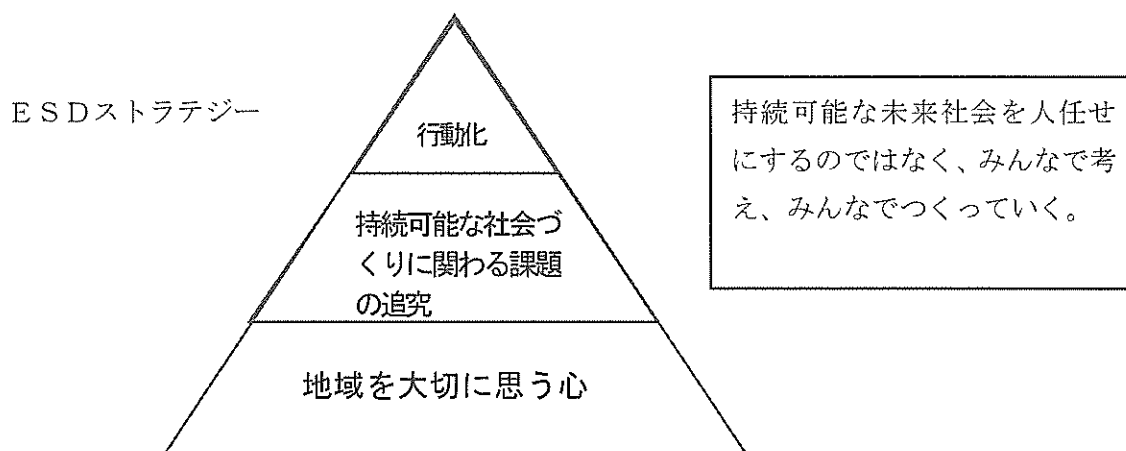 ESDストラテジー
行動化
持続可能な社会づ
くりに関わる課題
の追究
地域を大切に思う心
持続可能な未来社会を人任せ
にするのではなく、みんなで考
え、みんなでつくっていく。